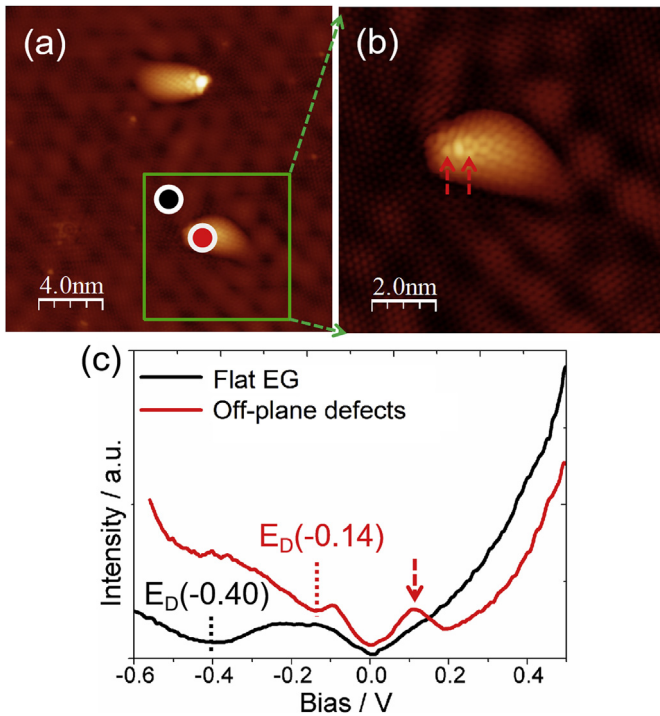 (a)
(b)
4.0nm
2.0nm
(c)
Flat EG
Off-plane defects
E_D(-0.14)
E_D(-0.40)
Intensity / a.u.
-0.6 -0.4 -0.2 0.0 0.2 0.4
Bias / V